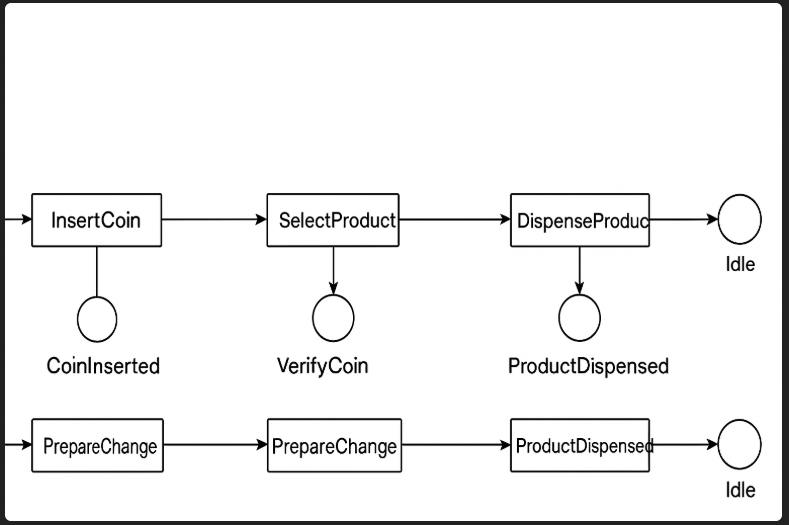 InsertCoin
SelectProduct
DispenseProduc
Idle
CoinInserted
VerifyCoin
ProductDispensed
PrepareChange
PrepareChange
ProductDispensed
Idle